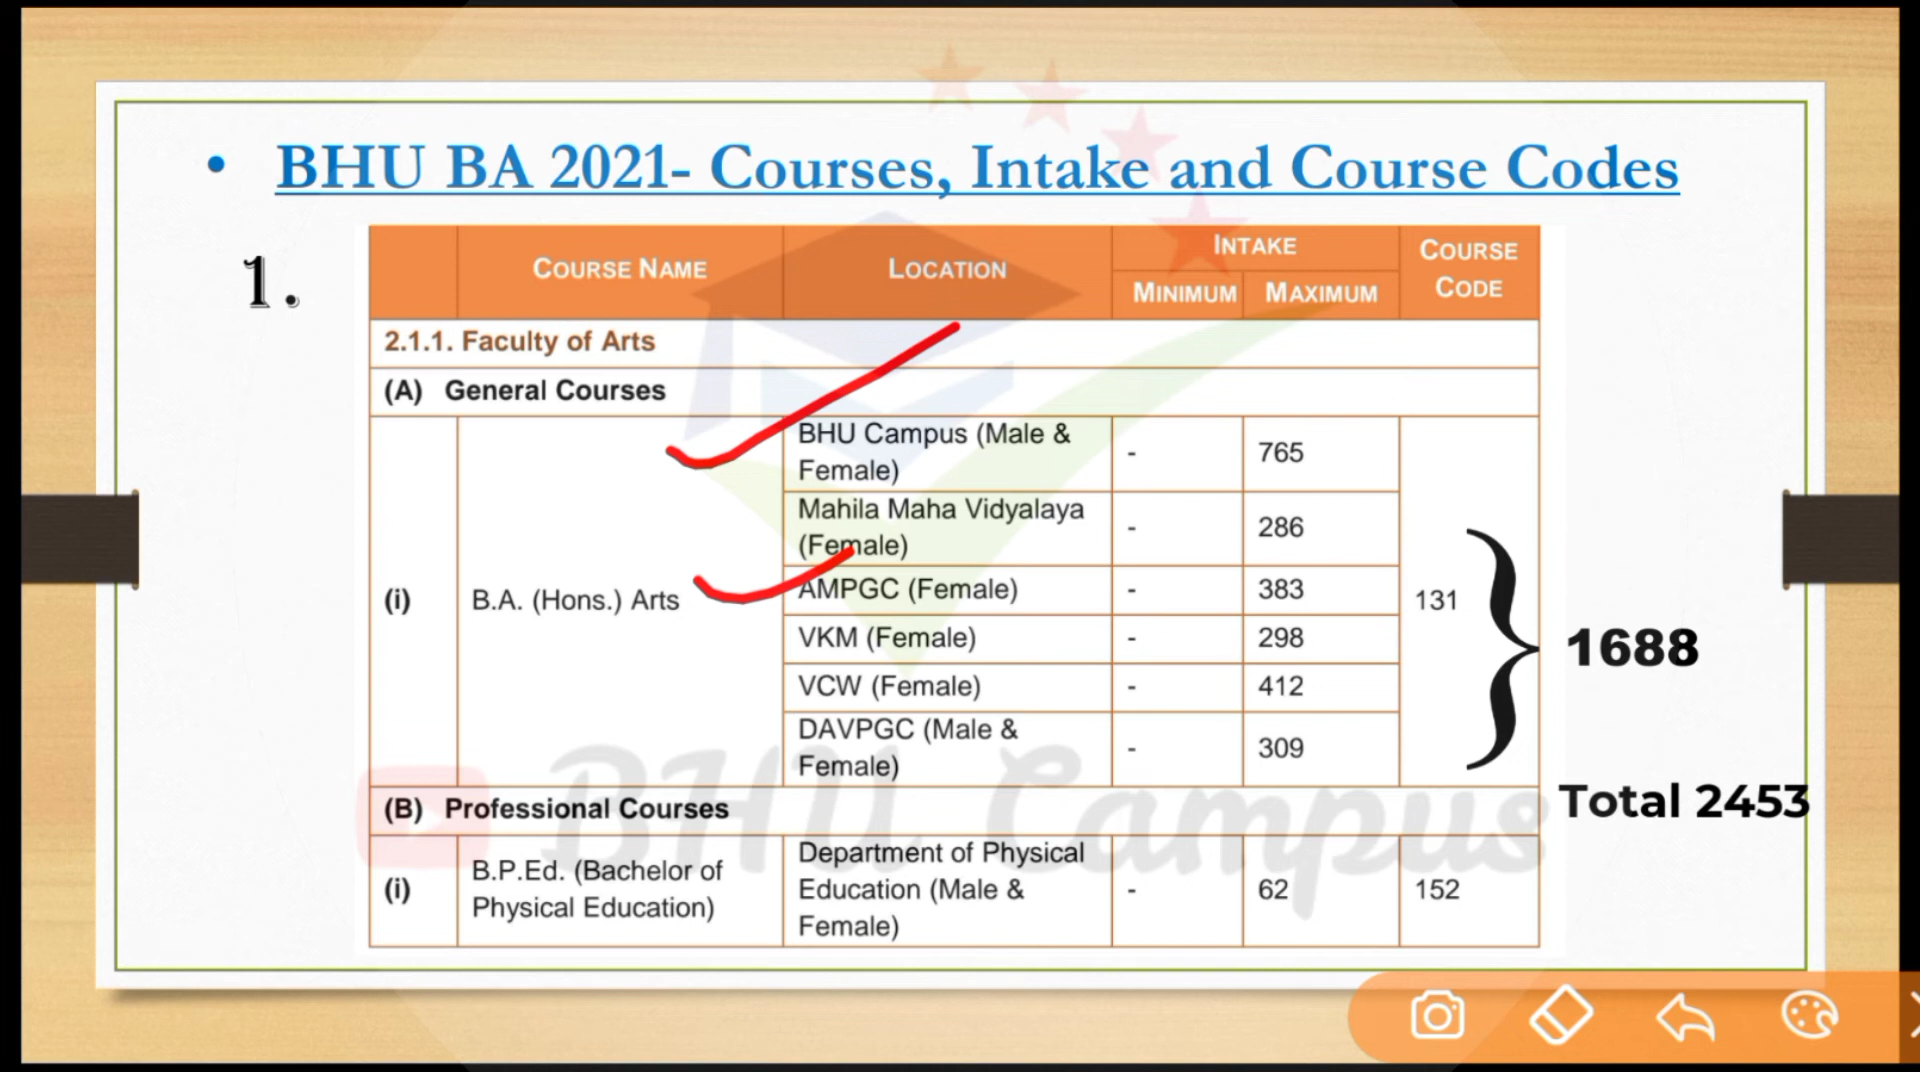 • BHU BA 2021- Courses, Intake and Course Codes
1.
COURSE NAME LOCATION INTAKE COURSE CODE
MINIMUM MAXIMUM
2.1.1. Faculty of Arts
(A) General Courses
(i) B.A. (Hons.) Arts
BHU Campus (Male &
Female) - 765
Mahila Maha Vidyalaya
(Female) - 286
AMPGC (Female) - 383
131
VKM (Female) - 298
VCW (Female) - 412
DAVPGC (Male &
Female) - 309
1688
Total 2453
(B) Professional Courses
(i) B.P.Ed. (Bachelor of
Physical Education)
Department of Physical
Education (Male &
Female)
- 62 152
BHU Campus